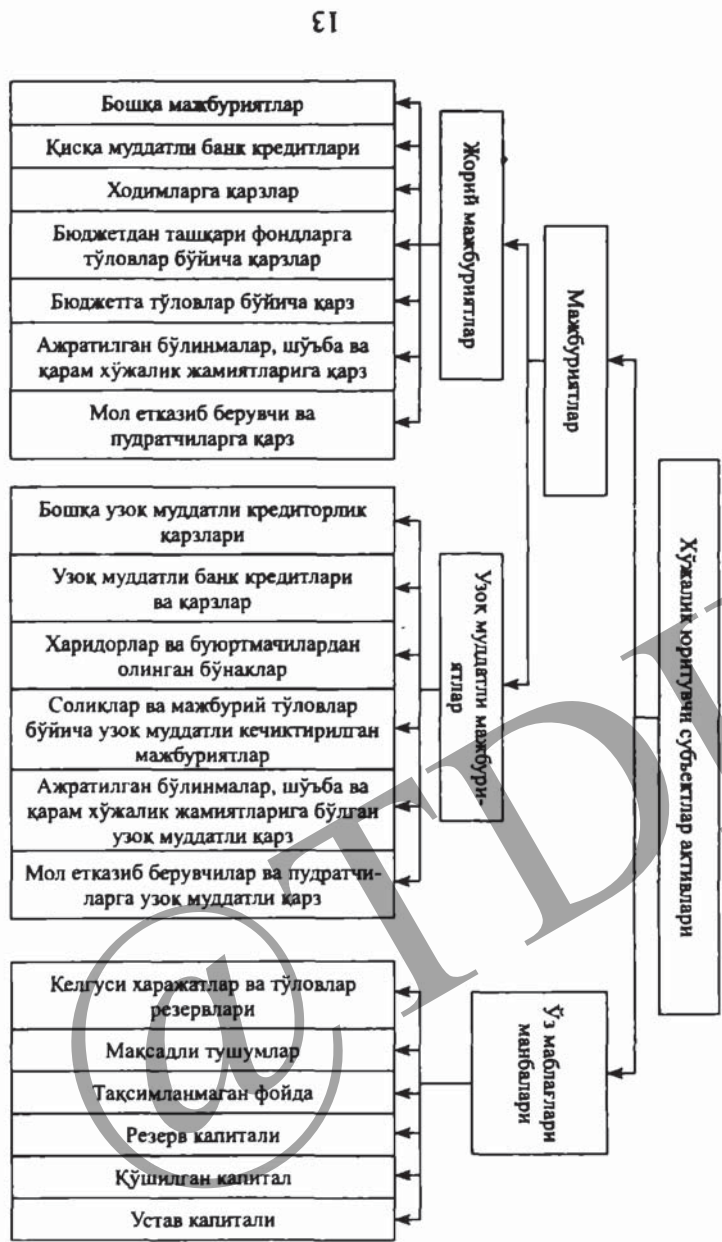 13
Хўжалик юритувчи субъектлар активлари
Мажбуриятлар
Жорий мажбуриятлар
Бошқа мажбуриятлар
Қисқа муддатли банк кредитлари
Ходимларга қарзлар
Бюджетдан ташқари фондларга
тўловлар бўйича қарзлар
Бюджетга тўловлар бўйича қарз
Ажратилган бўлинмалар, шўъба ва
қарам хўжалик жамиятларига қарз
Мол етказиб берувчи ва
пудратчиларга қарз
Узоқ муддатли мажбури-
ятлар
Бошқа узоқ муддатли кредиторлик
қарзлари
Узоқ муддатли банк кредитлари
ва қарзлар
Харидорлар ва буюртмачилардан
олинган бўнаклар
Солиқлар ва мажбурий тўловлар
бўйича узоқ муддатли кечиктирилган
мажбуриятлар
Ажратилган бўлинмалар, шўъба ва
қарам хўжалик жамиятларига бўлган
узоқ муддатли қарз
Мол етказиб берувчилар ва пудратчи-
ларга узоқ муддатли қарз
Ўз маблағлари
манбалари
Келгуси харажатлар ва тўловлар
резервлари
Мақсадли тушумлар
Тақсимланмаган фойда
Резерв капитали
Қўшилган капитал
Устав капитали